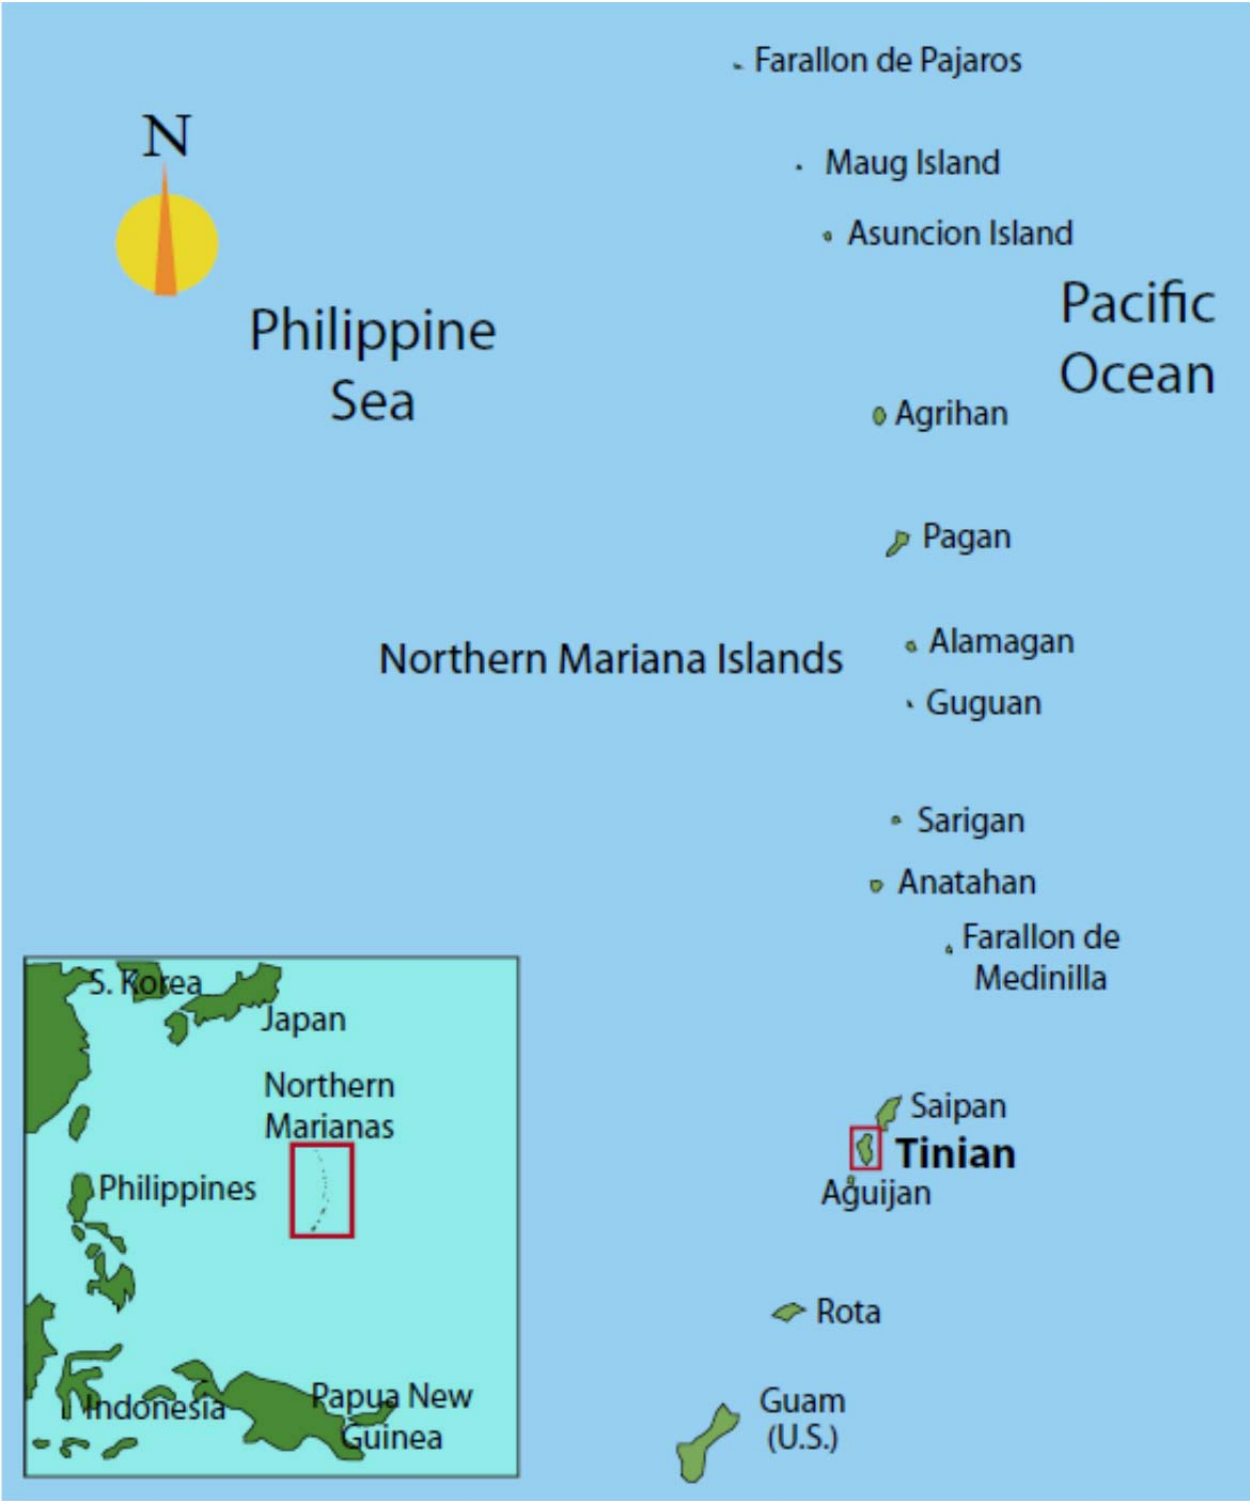 Farallon de Pajaros
N
Maug Island
Asuncion Island
Pacific
Ocean
Philippine
Sea
Agrihan
Pagan
Northern Mariana Islands
Alamagan
Guguan
Sarigan
Anatahan
Farallon de
Medinilla
S. Korea
Japan
Northern
Marianas
Philippines
Indonesia
Papua New
Guinea
Saipan
Tinian
Aguijan
Rota
Guam
(U.S.)